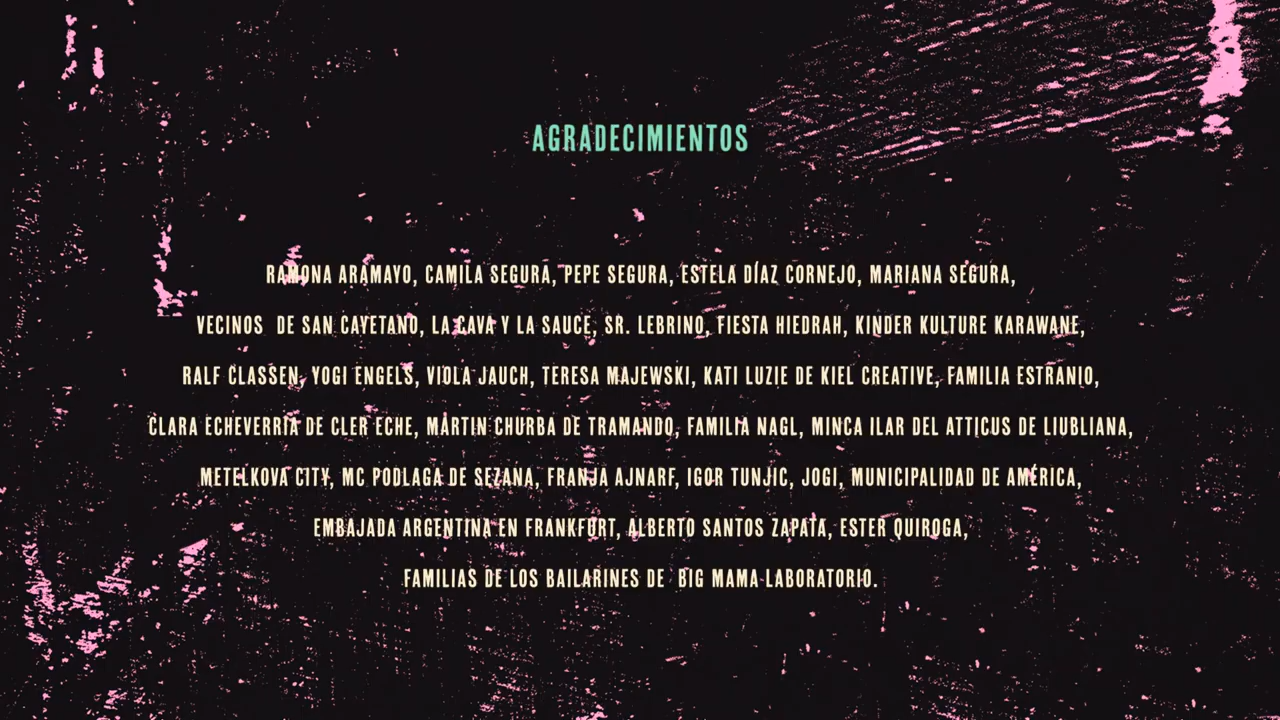 AGRADECIMIENTOS
RAMONA ARAMAYO, CAMILA SEGURA, PEPE SEGURA, ESTELA DÍAZ CORNEJO, MARIANA SEGURA,
VECINOS DE SAN CAYETANO, LA CAVA Y LA SAUCE, SR. LEBRINO, FIESTA HIEDRAH, KINDER KULTURE KARAWANE,
RALF CLASSEN, YOGI ENGELS, VIOLA JAUCH, TERESA MAJEWSKI, KATI LUZIE DE KIEL CREATIVE, FAMILIA ESTRANIO,
CLARA ECHEVERRIA DE CLER ECHE, MARTIN CHURBA DE TRAMANDO, FAMILIA NAGL, MINCA ILAR DEL ATTICUS DE LIUBLIANA,
METELKOVA CITY, MC PODLAGA DE SEZANA, FRANJA AJNARF, IGOR TUNJIC, JOGI, MUNICIPALIDAD DE AMÉRICA,
EMBAJADA ARGENTINA EN FRANKFURT, ALBERTO SANTOS ZAPATA, ESTER QUIROGA,
FAMILIAS DE LOS BAILARINES DE BIG MAMA LABORATORIO.